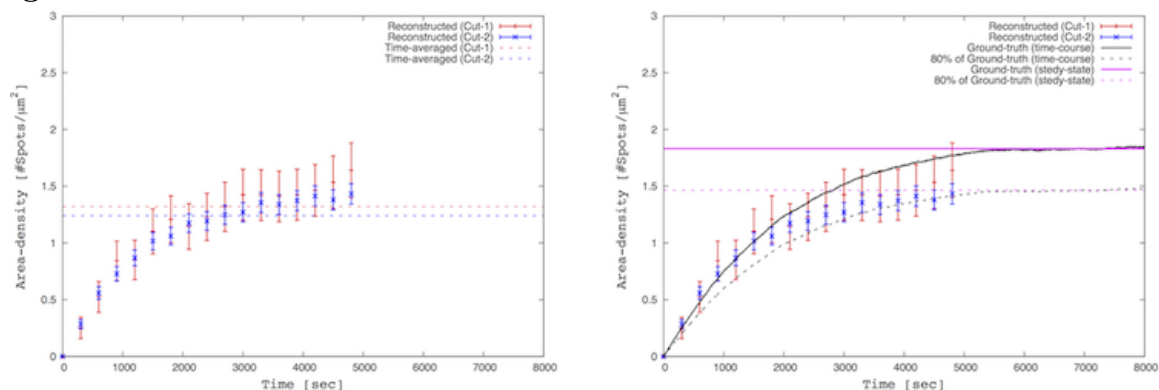 3
2.5
2
1.5
1
0.5
0
Area-density [#Spots/μm²]
Reconstructed (Cut-1)
Reconstructed (Cut-2)
Time-averaged (Cut-1)
Time-averaged (Cut-2)
0 1000 2000 3000 4000 5000 6000 7000 8000
Time [sec]
3
2.5
2
1.5
1
0.5
0
Area-density [#Spots/μm²]
Reconstructed (Cut-1)
Reconstructed (Cut-2)
Ground-truth (time-course)
80% of Ground-truth (time-course)
Ground-truth (stedy-state)
80% of Ground-truth (stedy-state)
0 1000 2000 3000 4000 5000 6000 7000 8000
Time [sec]